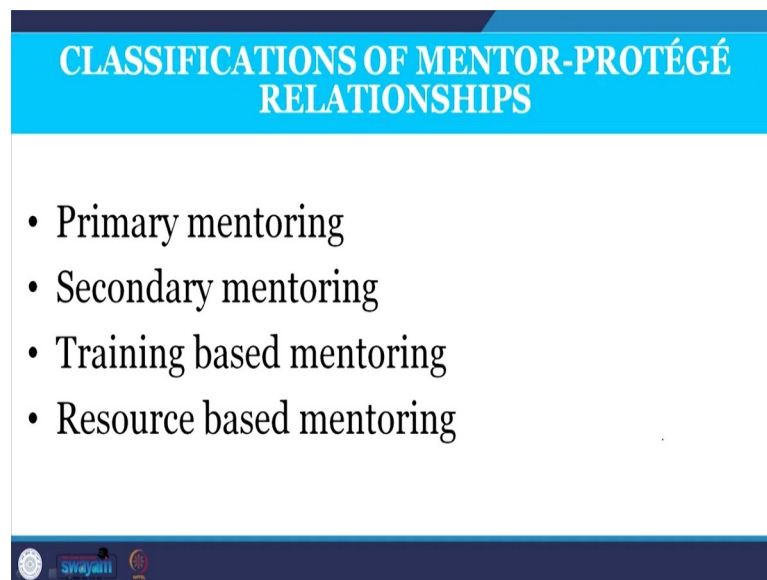 CLASSIFICATIONS OF MENTOR-PROTÉGÉ
RELATIONSHIPS
• Primary mentoring
• Secondary mentoring
• Training based mentoring
• Resource based mentoring
swayam